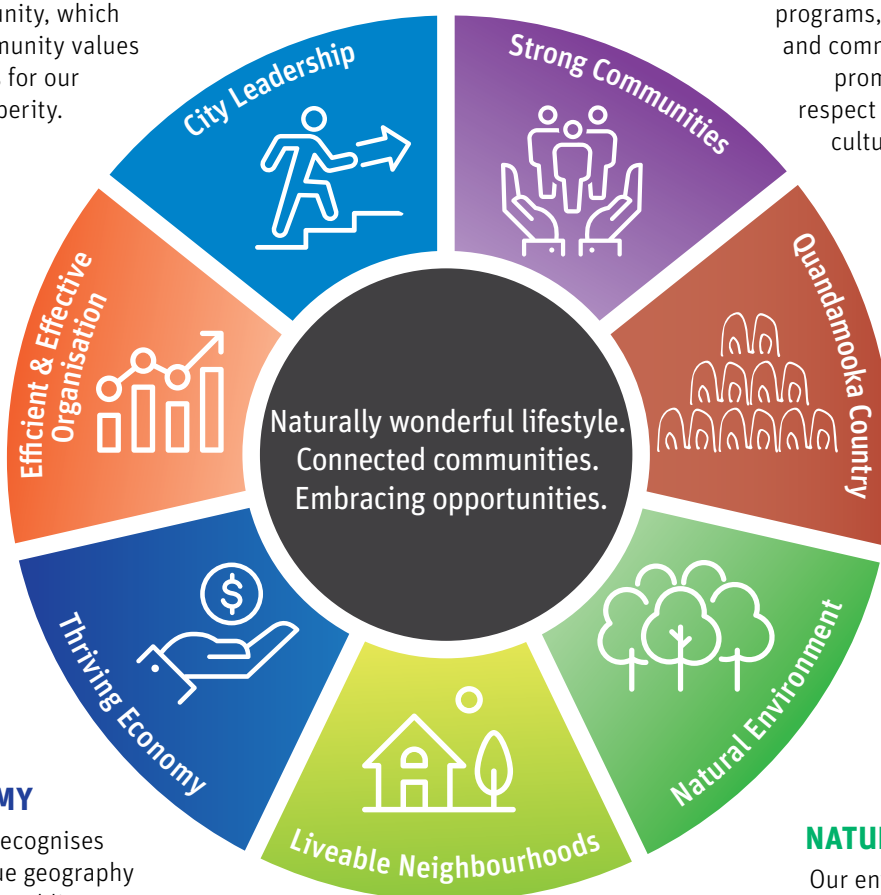 unity, which
munity values
for our
perity.
programs,
and comm
prom
respect
cultu
City Leadership
Strong Communities
Quandamooka Country
Natural Environment
Liveable Neighbourhoods
Thriving Economy
Efficient & Effective
Organisation
Naturally wonderful lifestyle.
Connected communities.
Embracing opportunities.
$
MY
ecognises
ue geography
NATU
Our en